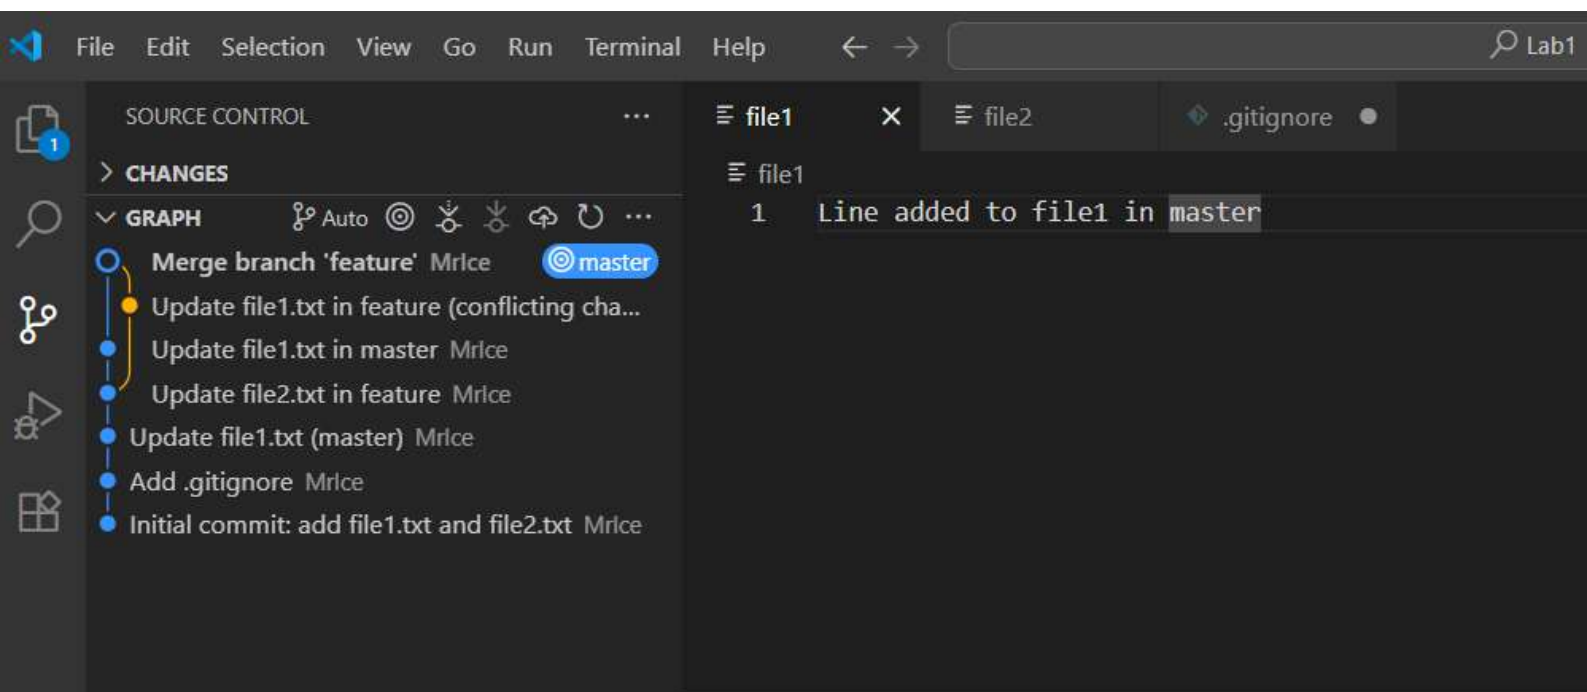 File Edit Selection View Go Run Terminal Help Lab1
SOURCE CONTROL
file1 file2 .gitignore
1
CHANGES
file1
GRAPH Auto
1 Line added to file1 in master
Merge branch 'feature' MrIce master
Update file1.txt in feature (conflicting cha...
Update file1.txt in master MrIce
Update file2.txt in feature MrIce
Update file1.txt (master) MrIce
Add .gitignore MrIce
Initial commit: add file1.txt and file2.txt MrIce